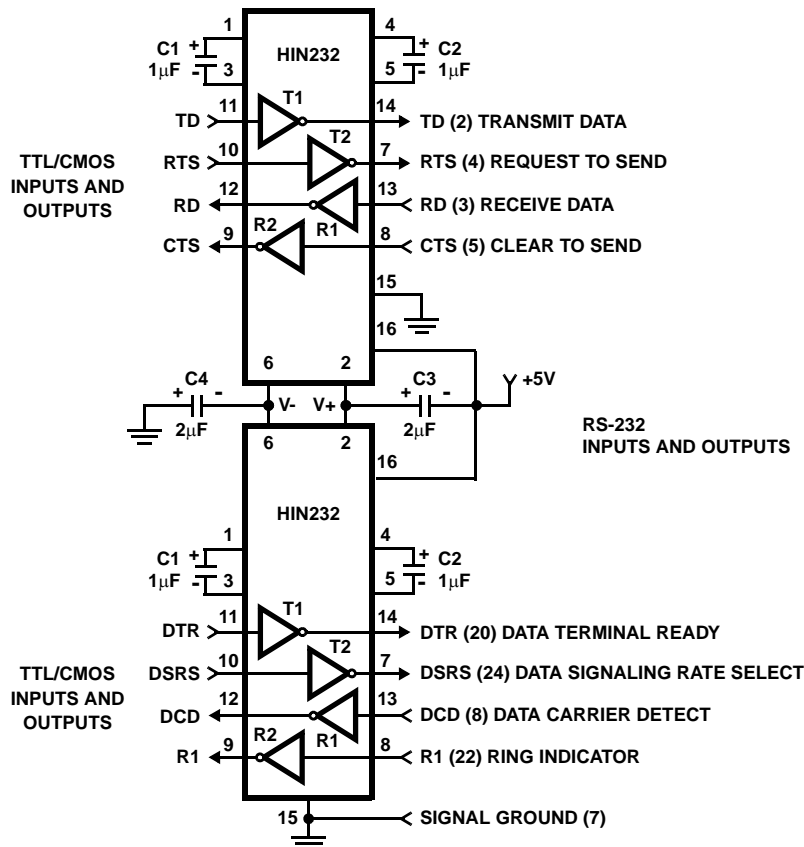 1
4
HIN232
C1 +
1μF
3 -
+ C2
5 - 1μF
11 T1 14
TD TD (2) TRANSMIT DATA
10 T2 7
RTS RTS (4) REQUEST TO SEND
TTL/CMOS
INPUTS AND
OUTPUTS
12 13
RD R1 RD (3) RECEIVE DATA
9 R2 8
CTS CTS (5) CLEAR TO SEND
15
16
6 2
+ C4 -
2μF
V- V+
+ C3 -
2μF
+5V
RS-232
INPUTS AND OUTPUTS
6 2
16
HIN232
1
4
C1 +
1μF
3 -
+ C2
5 - 1μF
11 T1 14
DTR DTR (20) DATA TERMINAL READY
10 T2 7
DSRS DSRS (24) DATA SIGNALING RATE SELECT
TTL/CMOS
INPUTS AND
OUTPUTS
12 13
DCD R1 DCD (8) DATA CARRIER DETECT
9 R2 8
R1 R1 (22) RING INDICATOR
15 SIGNAL GROUND (7)